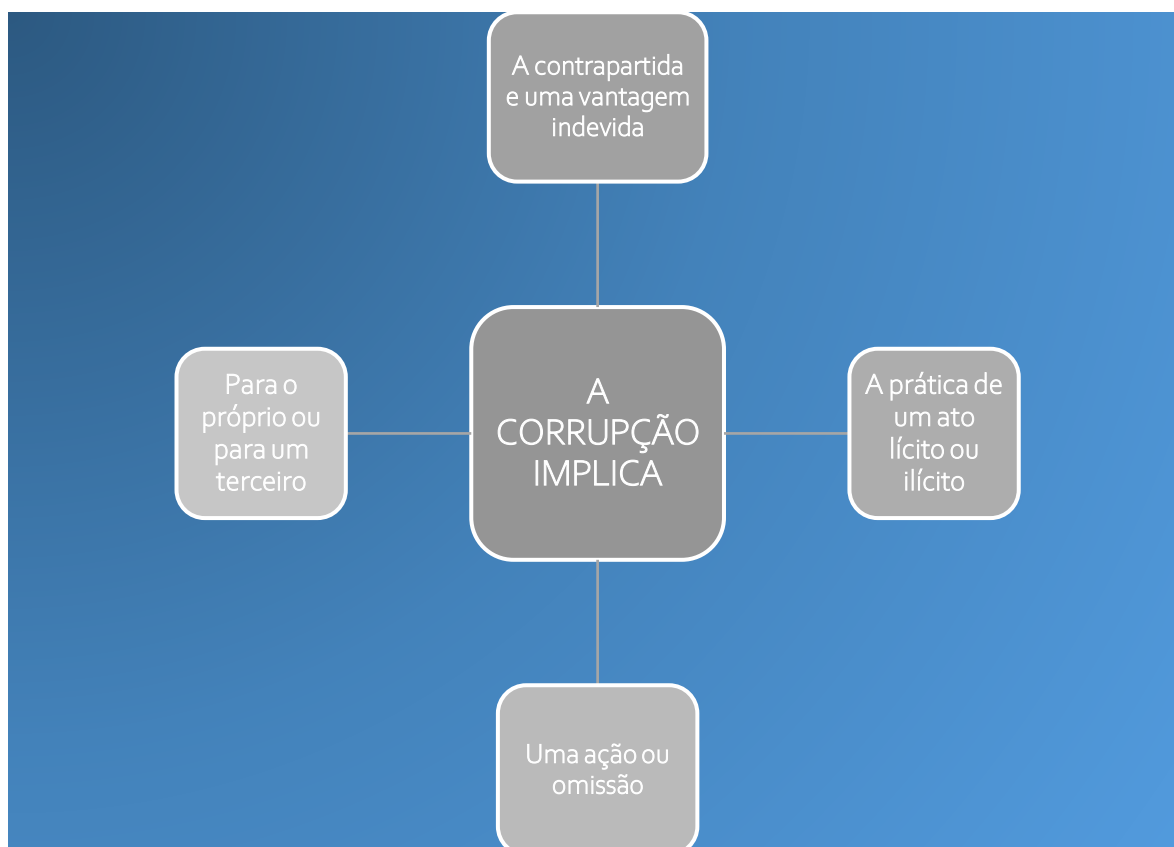 A contrapartida
e uma vantagem
indevida
Para o
próprio ou
para um
terceiro
A
CORRUPÇÃO
IMPLICA
A prática de
um ato
lícito ou
ilícito
Uma ação ou
omissão